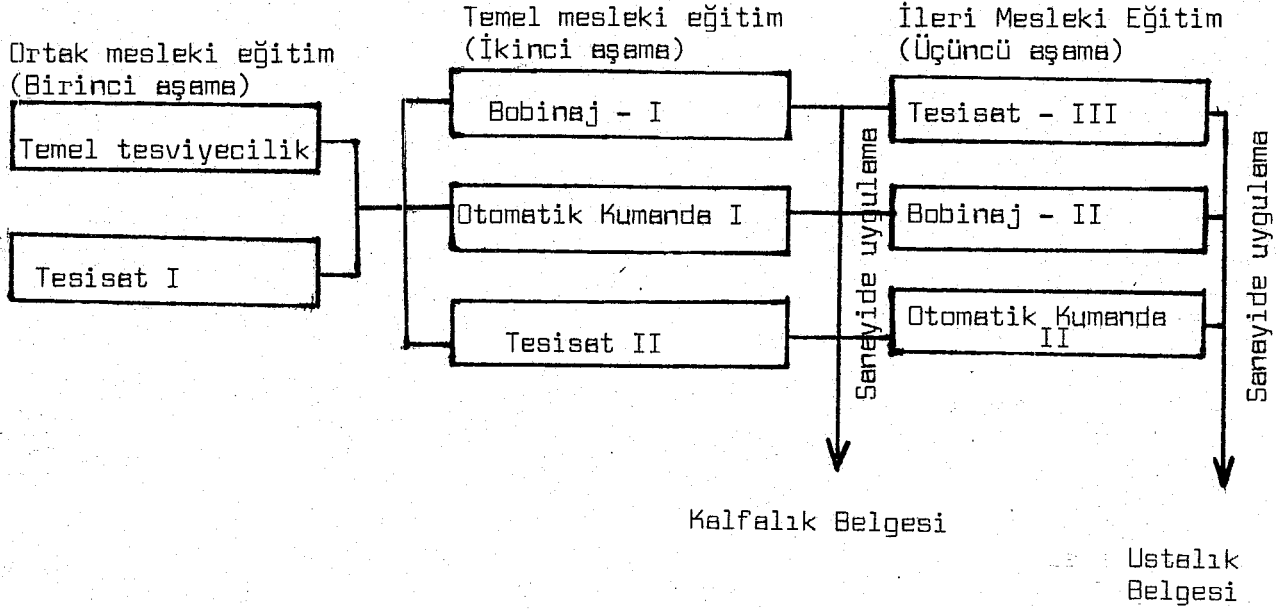 Ortak mesleki eğitim
(Birinci aşama)
Temel tesviyecilik
Tesisat I
Temel mesleki eğitim
(İkinci aşama)
Bobinaj - I
Otomatik Kumanda I
Tesisat II
Sanayide uygulama
Kalfalık Belgesi
İleri Mesleki Eğitim
(Üçüncü aşama)
Tesisat - III
Bobinaj - II
Otomatik Kumanda
II
Sanayide uygulama
Ustalık
Belgesi